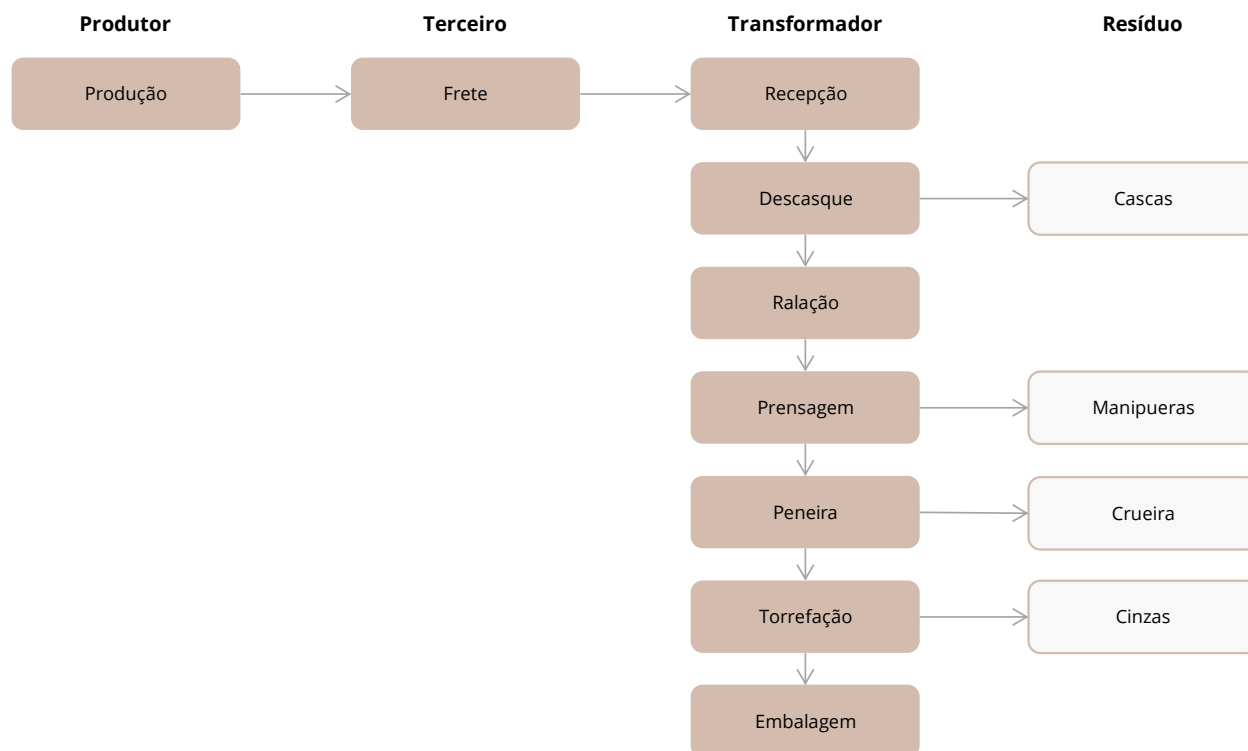 Produtor
Terceiro
Transformador
Resíduo
Produção
Frete
Recepção
Descasque
Cascas
Ralação
Prensagem
Manipueras
Peneira
Crueira
Torrefação
Cinzas
Embalagem